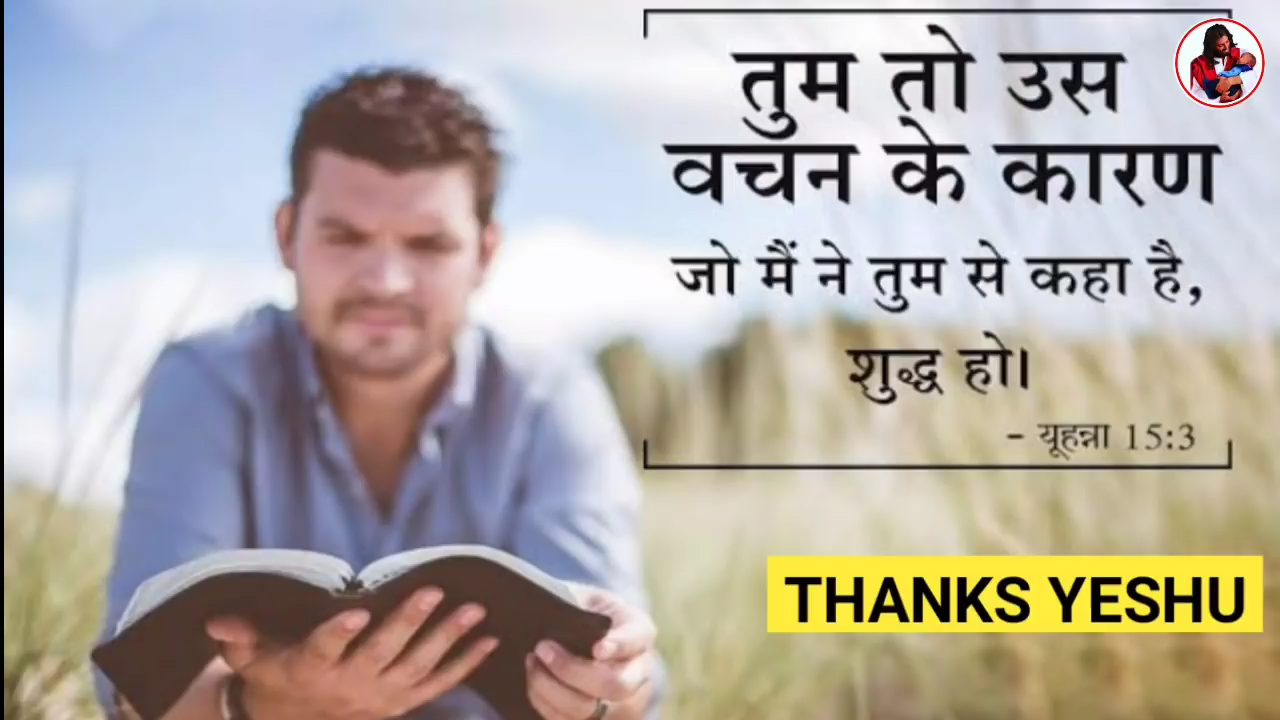 तुम तो उस
वचन के कारण
जो मैं ने तुम से कहा है,
शुद्ध हो।
- यूहन्ना 15:3
THANKS YESHU